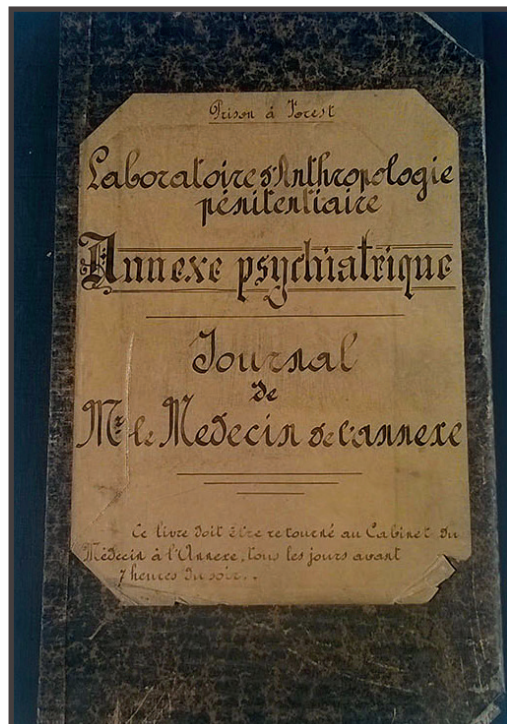 Prison à Forest
Laboratoire d'Anthropologie
pénitentiaire
Annexe psychiatrique
Journal
de
Mr le Medecin de l'annexe
Ce livre doit être retourné au Cabinet du
Médecin à l'Annexe, tous les jours avant
7 heures du soir..